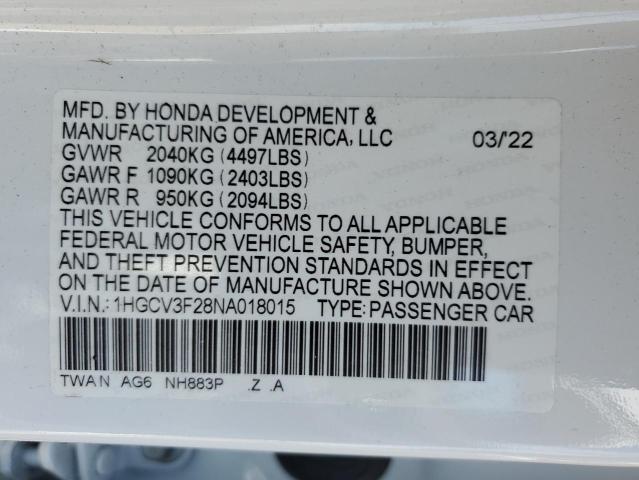 MFD. BY HONDA DEVELOPMENT &
MANUFACTURING OF AMERICA, LLC 03/'22
GVWR 2040KG (4497LBS)
GAWR F 1090KG (2403LBS)
GAWR R 950KG (2094LBS)
THIS VEHICLE CONFORMS TO ALL APPLICABLE
FEDERAL MOTOR VEHICLE SAFETY, BUMPER,
AND THEFT PREVENTION STANDARDS IN EFFECT
ON THE DATE OF MANUFACTURE SHOWN ABOVE.
V.I.N.: 1HGCV3F28NA018015 TYPE: PASSENGER CAR
TWAN AG6 NH883P .Z .A